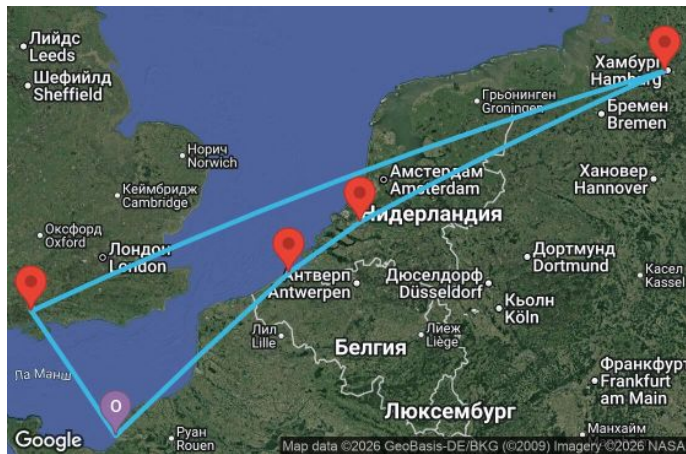 Лийдс
Leeds
Шефийлд
Sheffield
Хамбург
Hamburg
Грьонинген
Groningen
Бремен
Bremen
Норич
Norwich
Амстердам
Amsterdam
Хановер
Hannover
Кеймбридж
Cambridge
Нидерландия
Оксфорд
Oxford
Лондон
London
Дортмунд
Dortmund
Антверп
Antwerpen
Дюселдорф
Düsseldorf
Касел
Kassel
Кьолн
Köln
Лил
Lille
Лиеж
Liège
Белгия
Ла Манш
Франкфурт
Frankfurt
am Main
O
Люксембург
Руан
Rouen
Манхайм
Google
Map data ©2026 GeoBasis-DE/BKG (©2009) Imagery ©2026 NASA